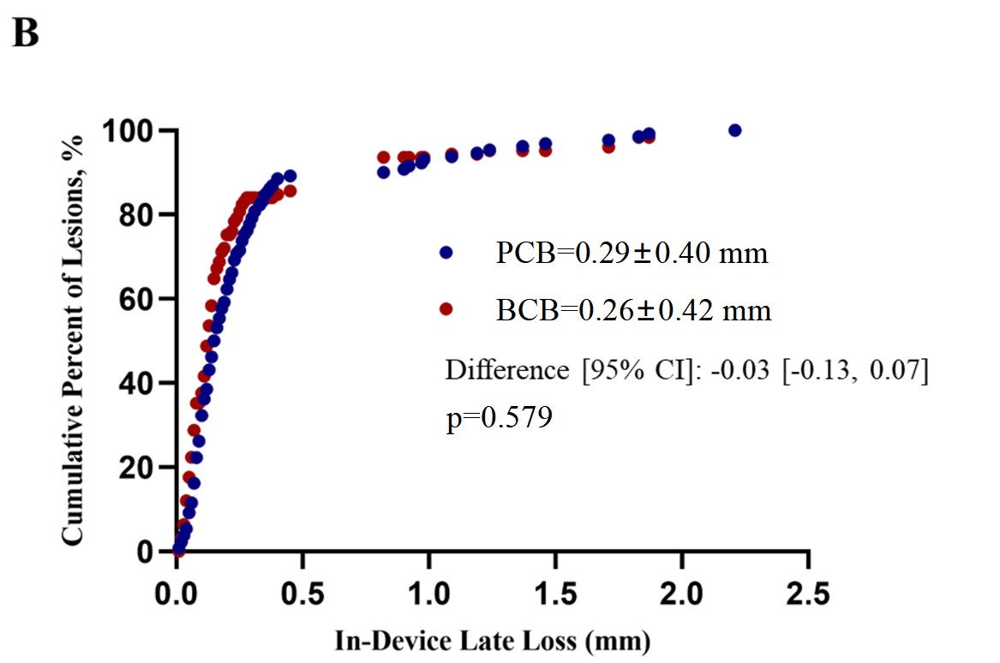 B
Cumulative Percent of Lesions, %
100
80
60
40
20
0
PCB=0.29±0.40 mm
BCB=0.26±0.42 mm
Difference [95% CI]: -0.03 [-0.13, 0.07]
p=0.579
0.0 0.5 1.0 1.5 2.0 2.5
In-Device Late Loss (mm)